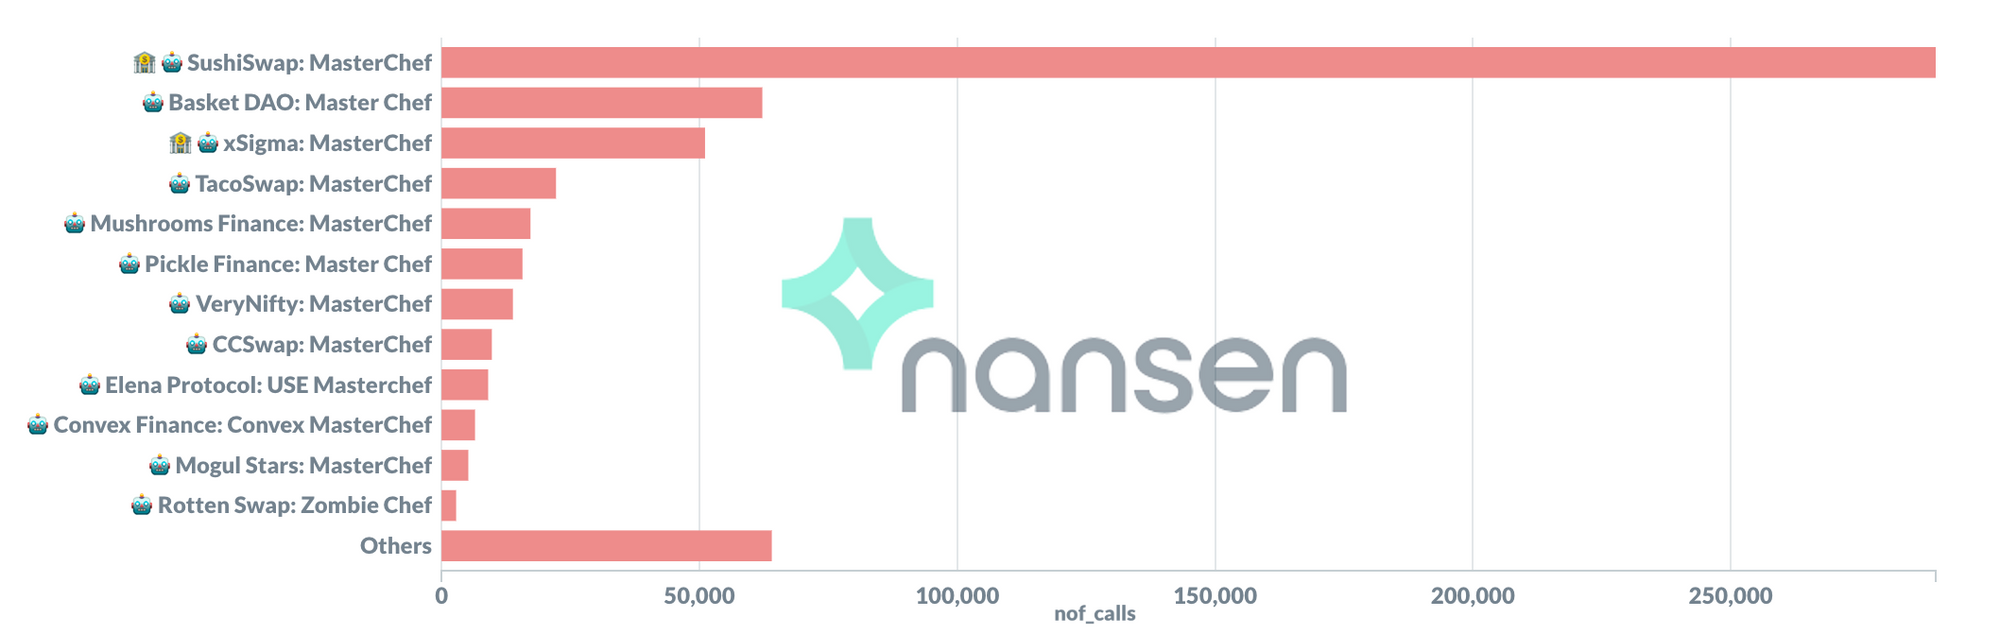 🏦 🤖 SushiSwap: MasterChef
🤖 Basket DAO: Master Chef
🏦 🤖 xSigma: MasterChef
🤖 TacoSwap: MasterChef
🤖 Mushrooms Finance: MasterChef
🤖 Pickle Finance: Master Chef
🤖 VeryNifty: MasterChef
🤖 CCSwap: MasterChef
🤖 Elena Protocol: USE Masterchef
🤖 Convex Finance: Convex MasterChef
🤖 Mogul Stars: MasterChef
🤖 Rotten Swap: Zombie Chef
Others
nansen
0 50,000 100,000 150,000 200,000 250,000
nof_calls